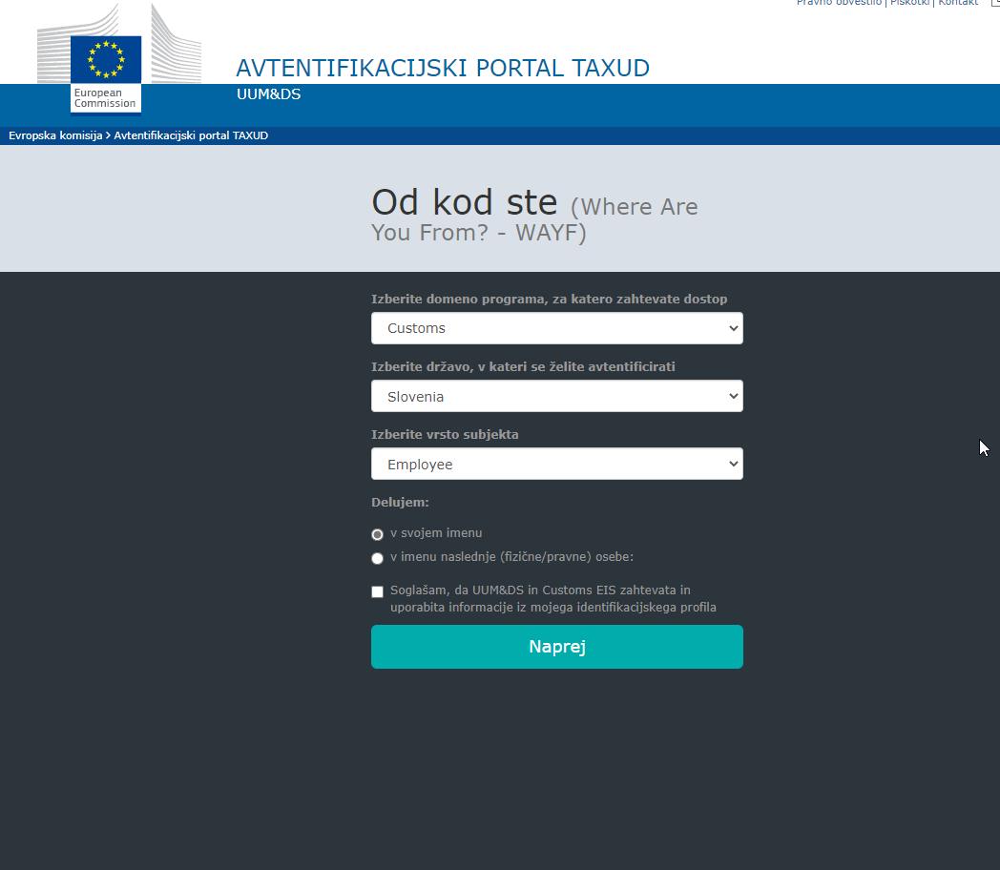 Pravno obvestilo | Piškotki | Kontakt
European
Commission
AVTENTIFIKACIJSKI PORTAL TAXUD
UUM&DS
Evropska komisija > Avtentifikacijski portal TAXUD
Od kod ste (Where Are
You From? - WAYF)
Izberite domeno programa, za katero zahtevate dostop
Customs
Izberite državo, v kateri se želite avtentificirati
Slovenia
Izberite vrsto subjekta
Employee
Delujem:
v svojem imenu
v imenu naslednje (fizične/pravne) osebe:
Soglašam, da UUM&DS in Customs EIS zahtevata in
uporabita informacije iz mojega identifikacijskega profila
Naprej